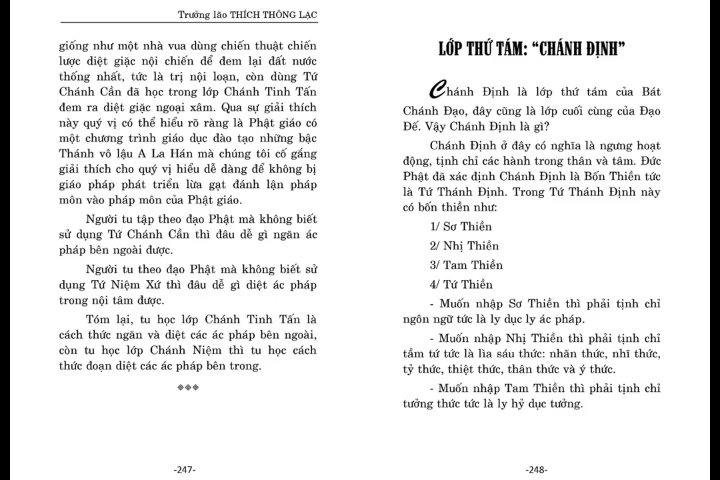 Trưởng lão THÍCH THÔNG LẠC
giống như một nhà vua dùng chiến thuật chiến
lược diệt giặc nội chiến để đem lại đất nước
thống nhất, tức là trị nội loạn, còn dùng Tứ
Chánh Cần đã học trong lớp Chánh Tinh Tấn
đem ra diệt giặc ngoại xâm. Qua sự giải thích
này quý vị có thể hiểu rõ ràng là Phật giáo có
một chương trình giáo dục đào tạo những bậc
Thánh vô lậu A La Hán mà chúng tôi cố gắng
giải thích cho quý vị hiểu dễ dàng để không bị
giáo pháp phát triển lừa gạt đánh lận pháp
môn vào pháp môn của Phật giáo.
Người tu tập theo đạo Phật mà không biết
sử dụng Tứ Chánh Cần thì đâu dễ gì ngăn ác
pháp bên ngoài được.
Người tu theo đạo Phật mà không biết sử
dụng Tứ Niệm Xứ thì đâu dễ gì diệt ác pháp
trong nội tâm được.
Tóm lại, tu học lớp Chánh Tinh Tấn là
cách thức ngăn và diệt các ác pháp bên ngoài,
còn tu học lớp Chánh Niệm thì tu học cách
thức đoạn diệt các ác pháp bên trong.
-247-
LỚP THỨ TÁM: “CHÁNH ĐỊNH”
Chánh Định là lớp thứ tám của Bát
Chánh Đạo, đây cũng là lớp cuối cùng của Đạo
Đế. Vậy Chánh Định là gì?
Chánh Định ở đây có nghĩa là ngưng hoạt
động, tịnh chỉ các hành trong thân và tâm. Đức
Phật đã xác định Chánh Định là Bốn Thiền tức
là Tứ Thánh Định. Trong Tứ Thánh Định này
có bốn thiền như:
1/ Sơ Thiền
2/ Nhị Thiền
3/ Tam Thiền
4/ Tứ Thiền
- Muốn nhập Sơ Thiền thì phải tịnh chỉ
ngôn ngữ tức là ly dục ly ác pháp.
- Muốn nhập Nhị Thiền thì phải tịnh chỉ
tầm tứ tức là lìa sáu thức: nhãn thức, nhĩ thức,
tỷ thức, thiệt thức, thân thức và ý thức.
- Muốn nhập Tam Thiền thì phải tịnh chỉ
tưởng thức tức là ly hỷ dục tưởng.
-248-